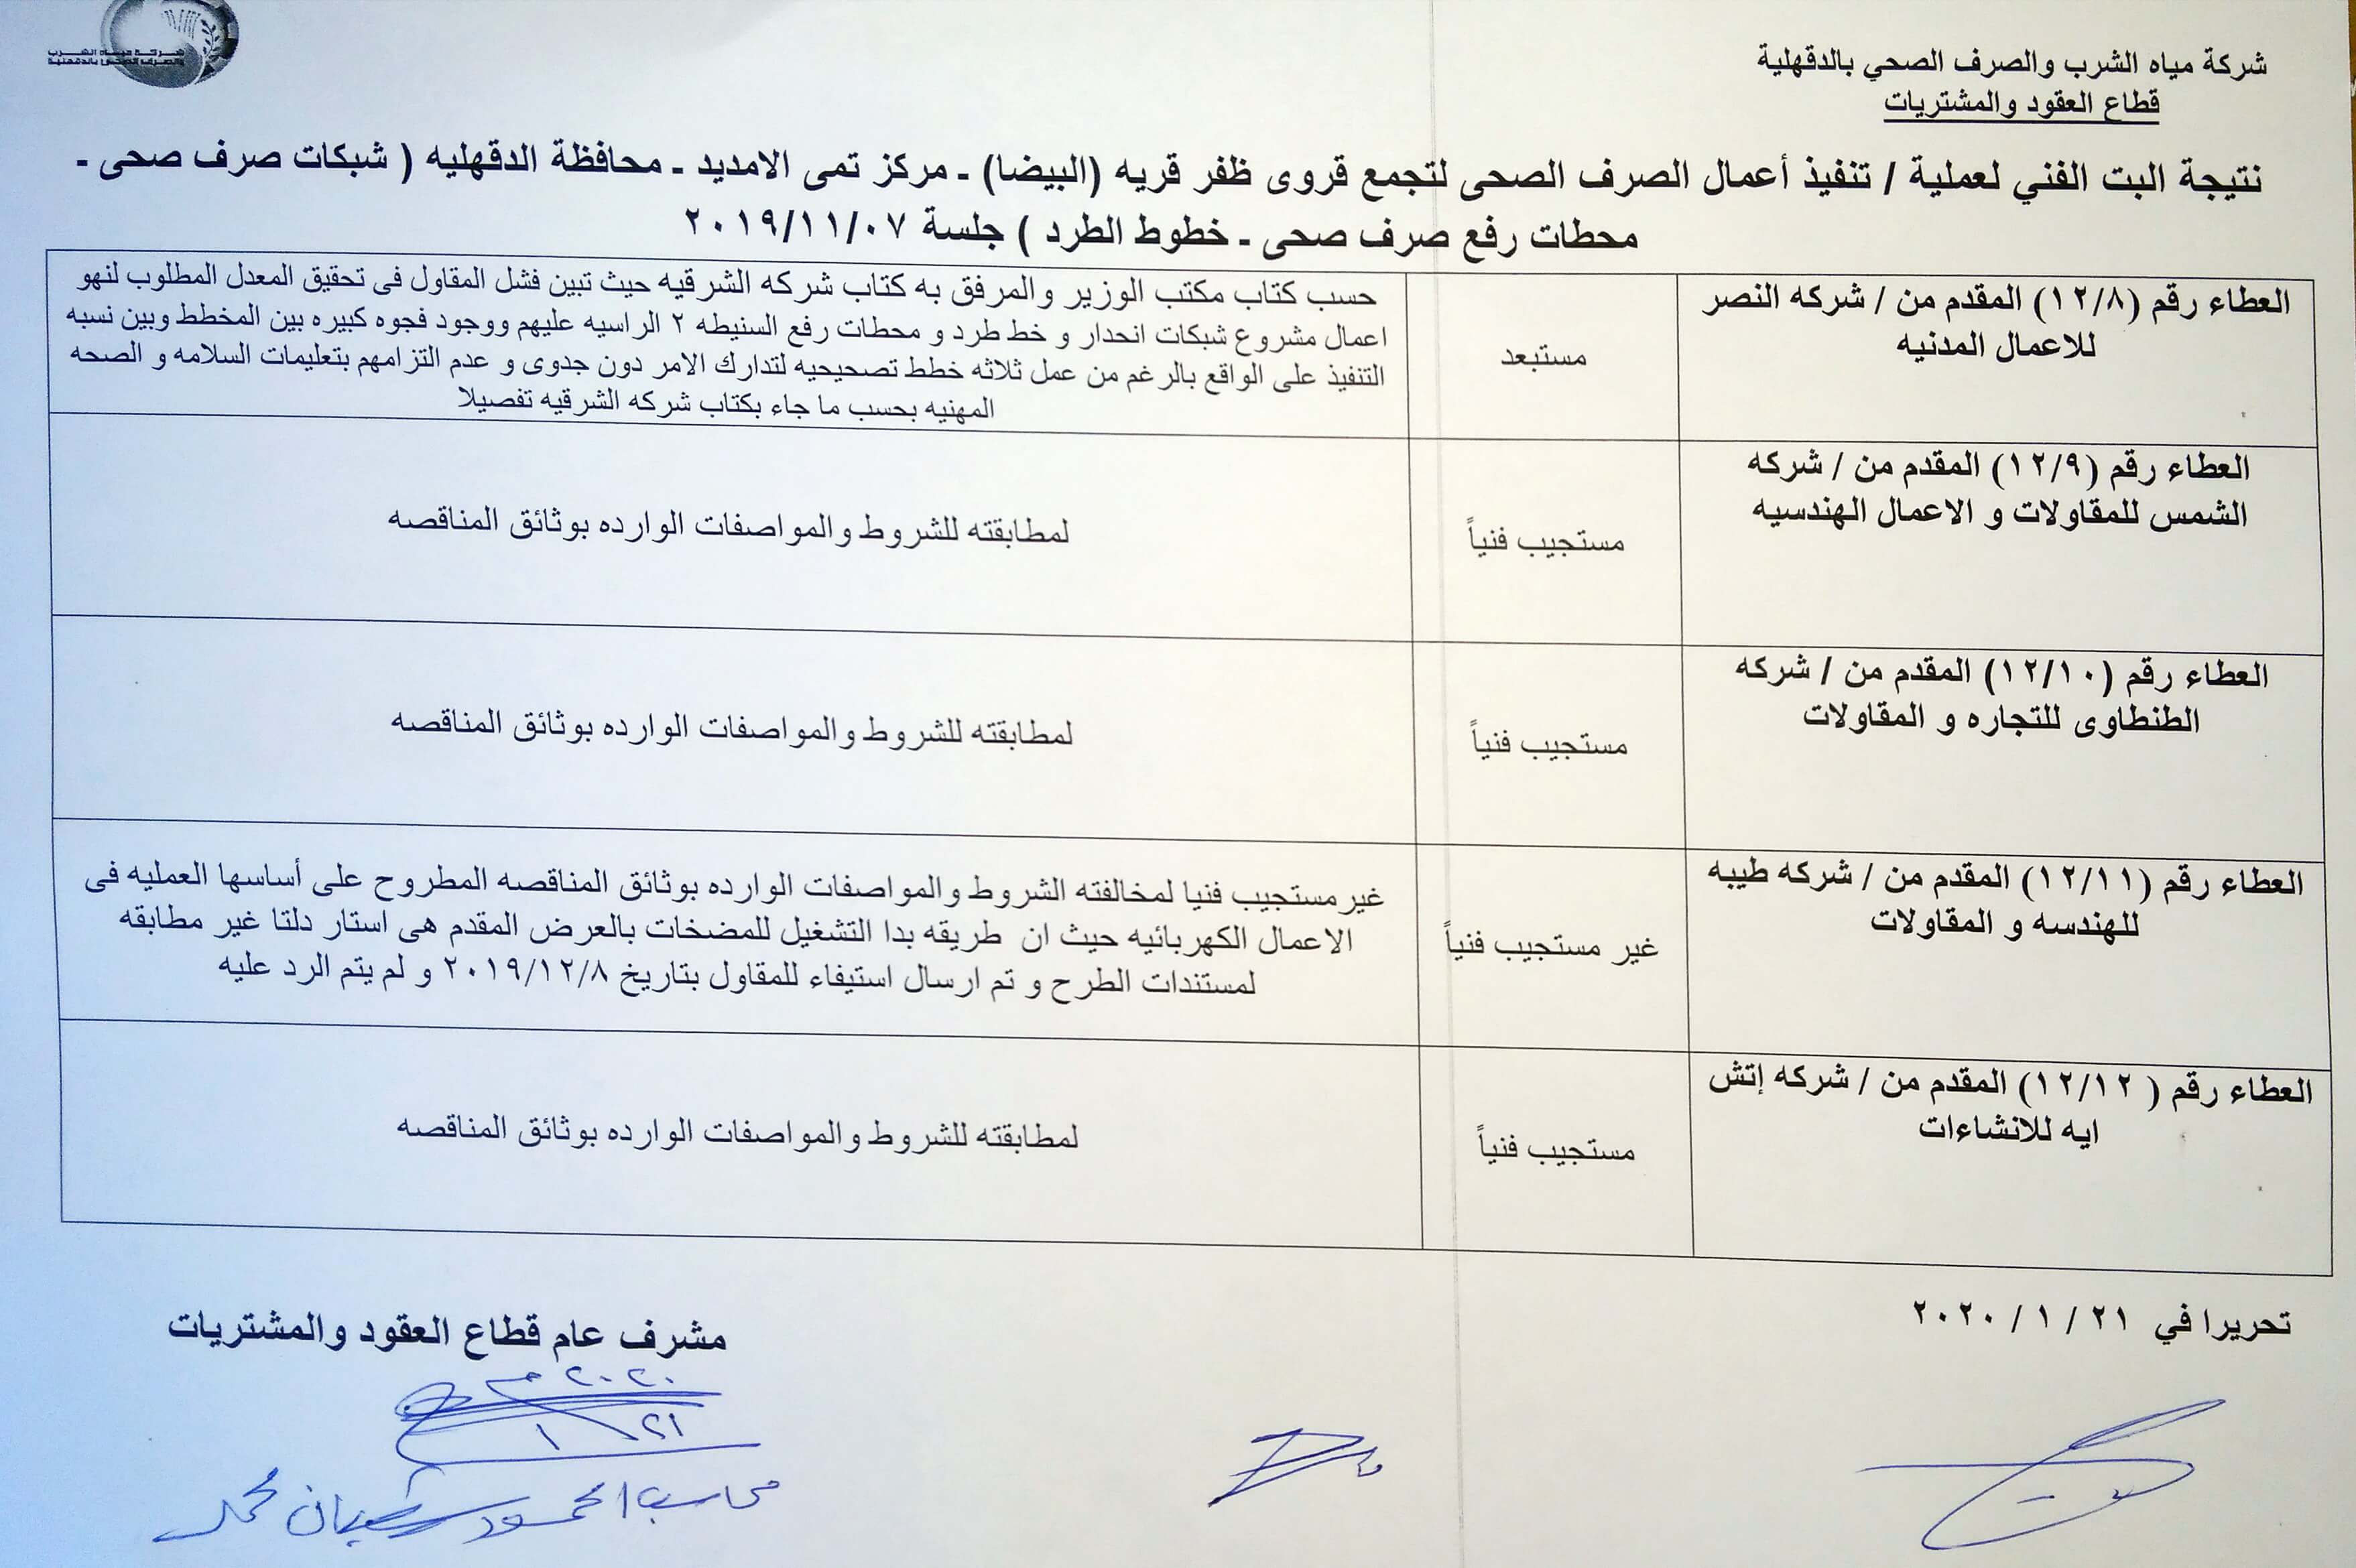 شركة مياه الشرب
والصرف الصحى بالدقهلية
شركة مياه الشرب والصرف الصحي بالدقهلية
قطاع العقود والمشتريات
نتيجة البت الفني لعملية / تنفيذ أعمال الصرف الصحى لتجمع قروى ظفر قريه (البيضا) - مركز تمى الامديد - محافظة الدقهليه ( شبكات صرف صحى -
محطات رفع صرف صحى - خطوط الطرد ) جلسة ٢٠١٩/١١/٠٧
العطاء رقم (١٢/٨) المقدم من / شركه النصر
للاعمال المدنيه
مستبعد
حسب كتاب مكتب الوزير والمرفق به كتاب شركه الشرقيه حيث تبين فشل المقاول فى تحقيق المعدل المطلوب لنهو
اعمال مشروع شبكات انحدار و خط طرد و محطات رفع السنيطه ٢ الراسيه عليهم ووجود فجوه كبيره بين المخطط وبين نسبه
التنفيذ على الواقع بالرغم من عمل ثلاثه خطط تصحيحيه لتدارك الامر دون جدوى و عدم التزامهم بتعليمات السلامه و الصحه
المهنيه بحسب ما جاء بكتاب شركه الشرقيه تفصيلا
العطاء رقم (١٢/٩) المقدم من / شركه
الشمس للمقاولات و الاعمال الهندسيه
مستجيب فنياً
لمطابقته للشروط والمواصفات الوارده بوثائق المناقصه
العطاء رقم (١٢/١٠) المقدم من / شركه
الطنطاوى للتجاره و المقاولات
مستجيب فنياً
لمطابقته للشروط والمواصفات الوارده بوثائق المناقصه
العطاء رقم (١٢/١١) المقدم من / شركه طيبه
للهندسه و المقاولات
غير مستجيب فنياً
غيرمستجيب فنيا لمخالفته الشروط والمواصفات الوارده بوثائق المناقصه المطروح على أساسها العمليه فى
الاعمال الكهربائيه حيث ان طريقه بدا التشغيل للمضخات بالعرض المقدم هى استار دلتا غير مطابقه
لمستندات الطرح و تم ارسال استيفاء للمقاول بتاريخ ٢٠١٩/١٢/٨ و لم يتم الرد عليه
العطاء رقم ( ١٢/١٢) المقدم من / شركه إتش
ايه للانشاءات
مستجيب فنياً
لمطابقته للشروط والمواصفات الوارده بوثائق المناقصه
تحريرا في ٢١ / ١ / ٢٠٢٠
مشرف عام قطاع العقود والمشتريات
٢٠٢٠
١ ٢١
محاسب /